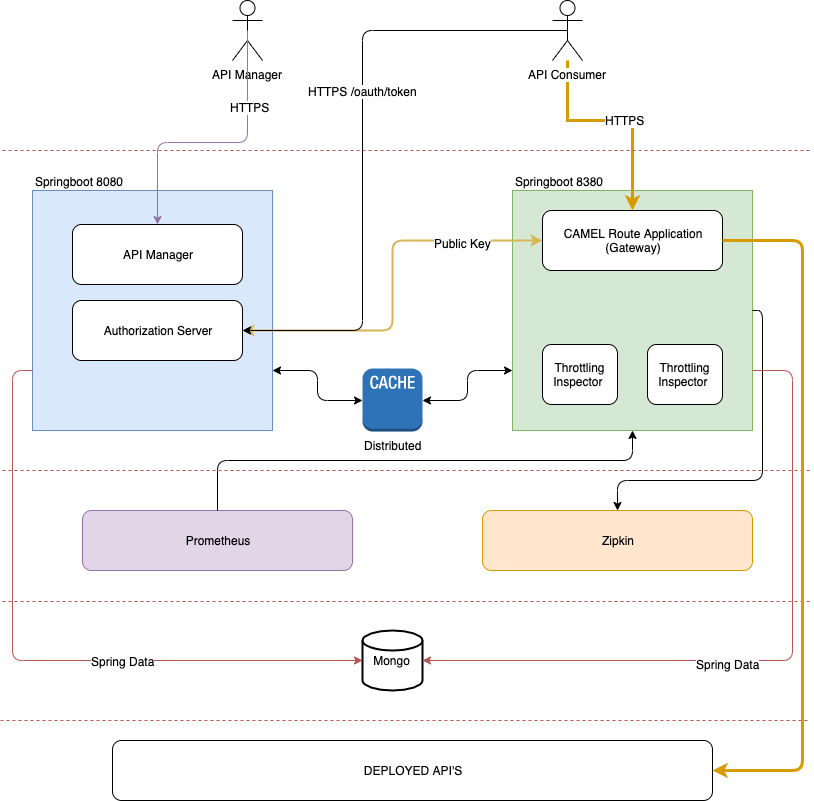 API Manager
API Consumer
HTTPS /oauth/token
HTTPS
HTTPS
Springboot 8080
Springboot 8380
API Manager
CAMEL Route Application
(Gateway)
Public Key
Authorization Server
Throttling
Inspector
Throttling
Inspector
CACHE
Distributed
Prometheus
Zipkin
Spring Data
Mongo
Spring Data
DEPLOYED API'S